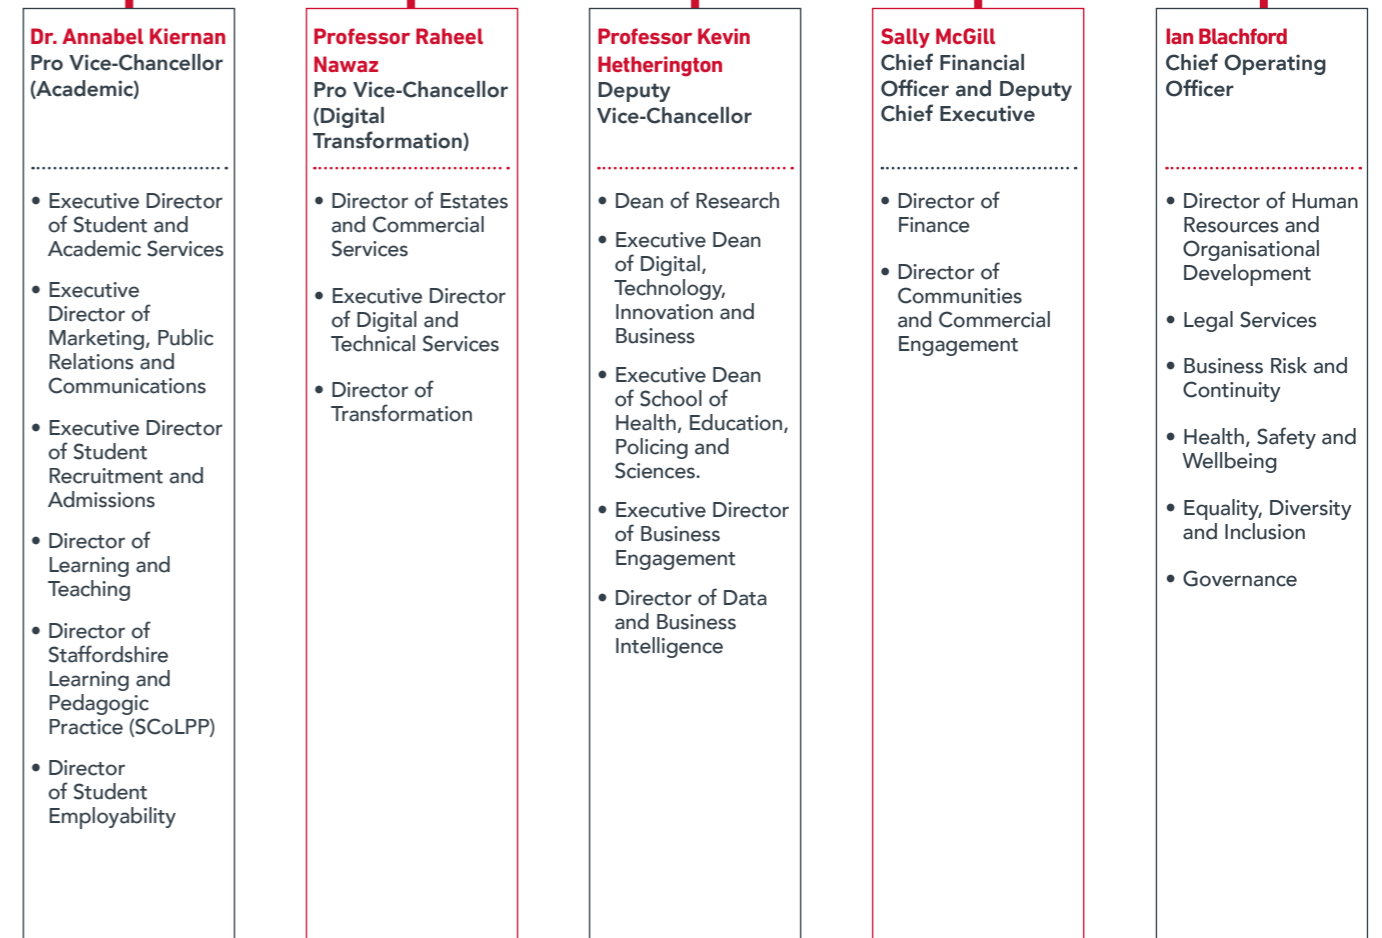 Dr. Annabel Kiernan
Pro Vice-Chancellor
(Academic)
• Executive Director
of Student and
Academic Services
• Executive
Director of
Marketing, Public
Relations and
Communications
• Executive Director
of Student
Recruitment and
Admissions
• Director of
Learning and
Teaching
• Director of
Staffordshire
Learning and
Pedagogic
Practice (SCoLPP)
• Director
of Student
Employability
Professor Raheel
Nawaz
Pro Vice-Chancellor
(Digital
Transformation)
• Director of Estates
and Commercial
Services
• Executive Director
of Digital and
Technical Services
• Director of
Transformation
Professor Kevin
Hetherington
Deputy
Vice-Chancellor
• Dean of Research
• Executive Dean
of Digital,
Technology,
Innovation and
Business
• Executive Dean
of School of
Health, Education,
Policing and
Sciences.
• Executive Director
of Business
Engagement
• Director of Data
and Business
Intelligence
Sally McGill
Chief Financial
Officer and Deputy
Chief Executive
• Director of
Finance
• Director of
Communities
and Commercial
Engagement
Ian Blachford
Chief Operating
Officer
• Director of Human
Resources and
Organisational
Development
• Legal Services
• Business Risk and
Continuity
• Health, Safety and
Wellbeing
• Equality, Diversity
and Inclusion
• Governance